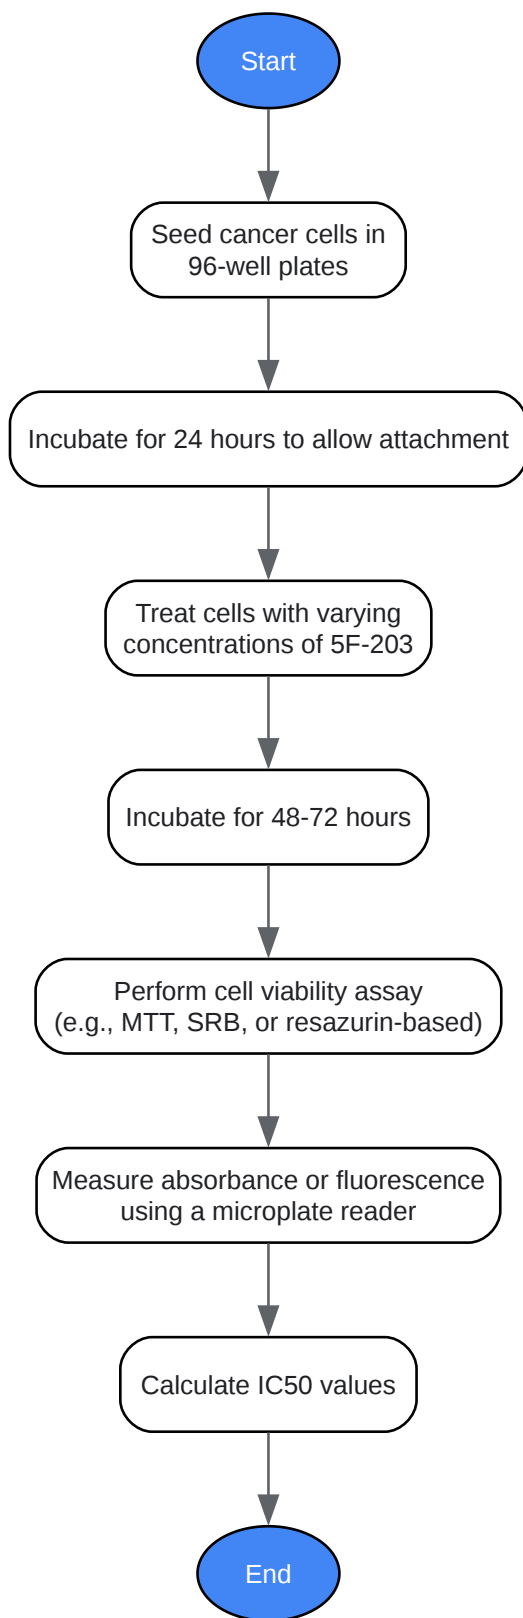 Start
Seed cancer cells in
96-well plates
Incubate for 24 hours to allow attachment
Treat cells with varying
concentrations of 5F-203
Incubate for 48-72 hours
Perform cell viability assay
(e.g., MTT, SRB, or resazurin-based)
Measure absorbance or fluorescence
using a microplate reader
Calculate IC50 values
End